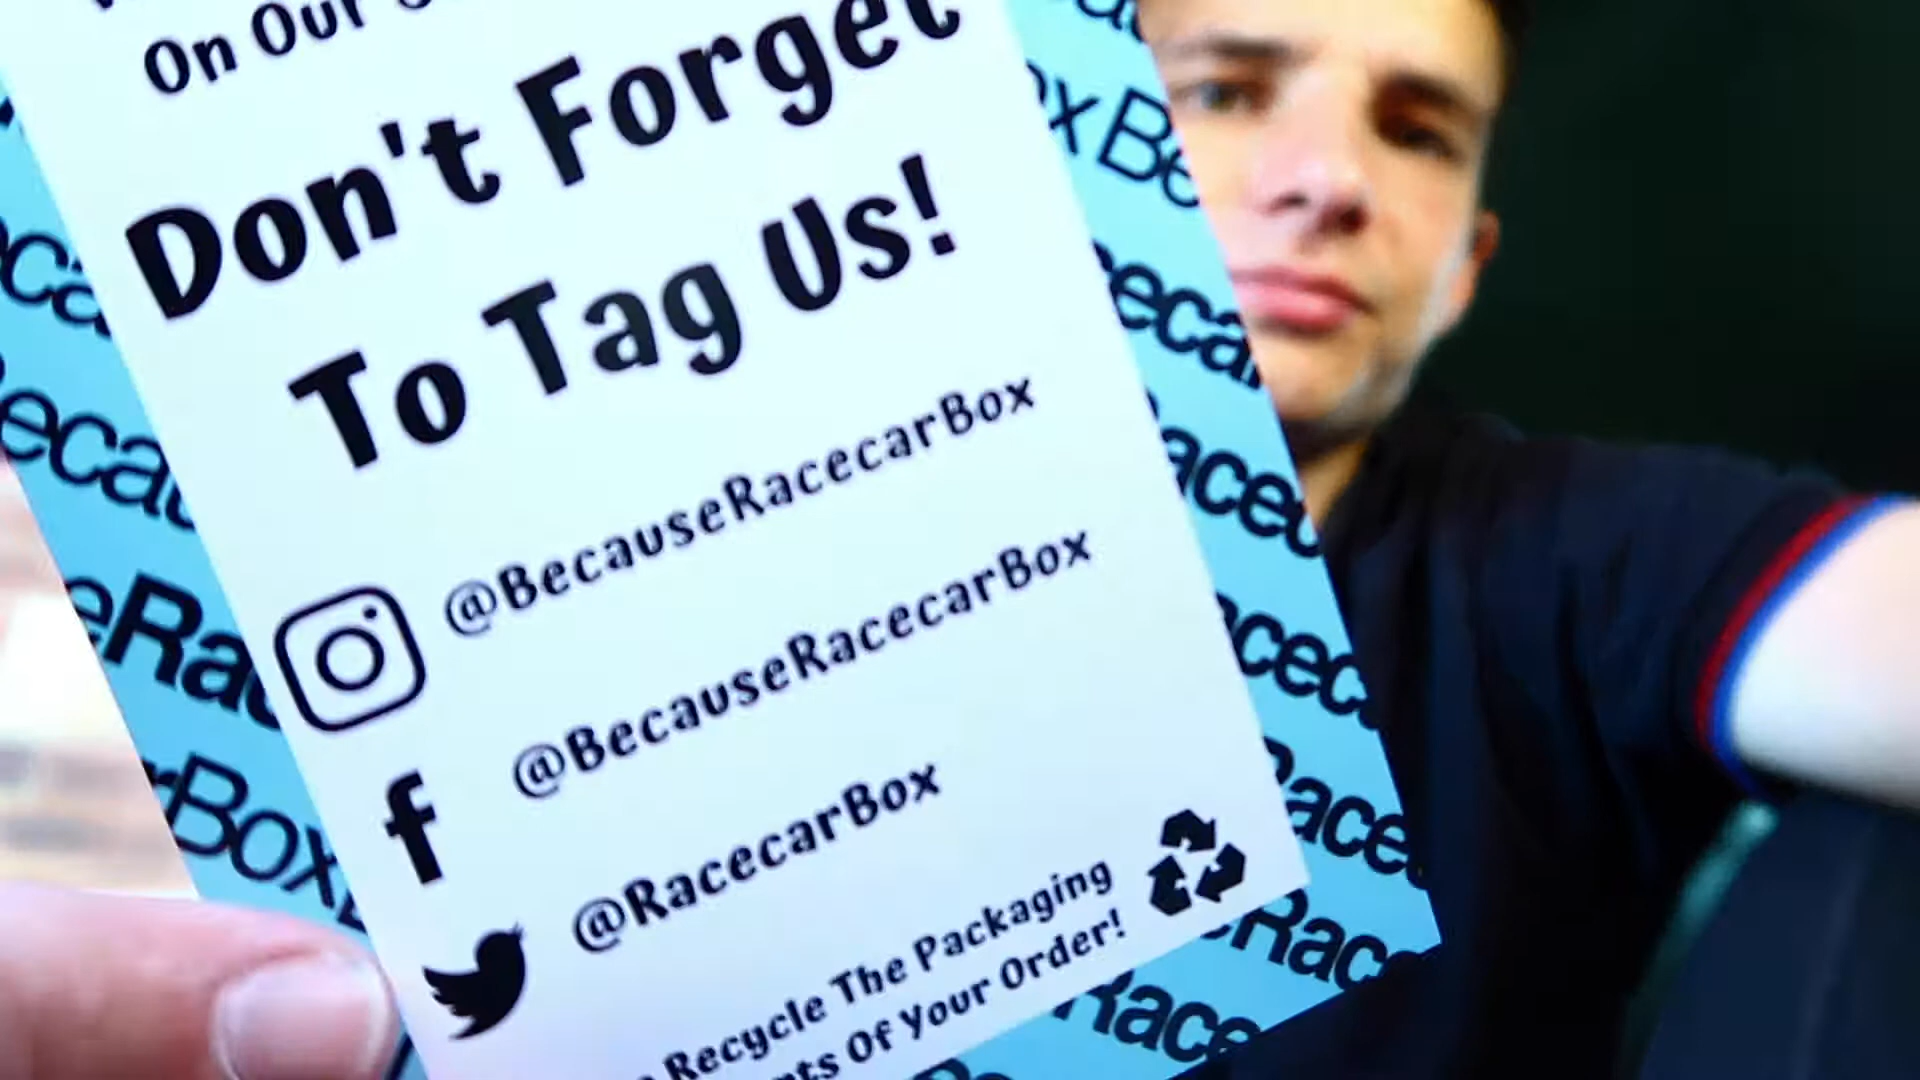 On Our
Don't Forget
To Tag Us!
@BecauseRacecarBox
@BecauseRacecarBox
@RacecarBox
Recycle The Packaging
Of Your Order!